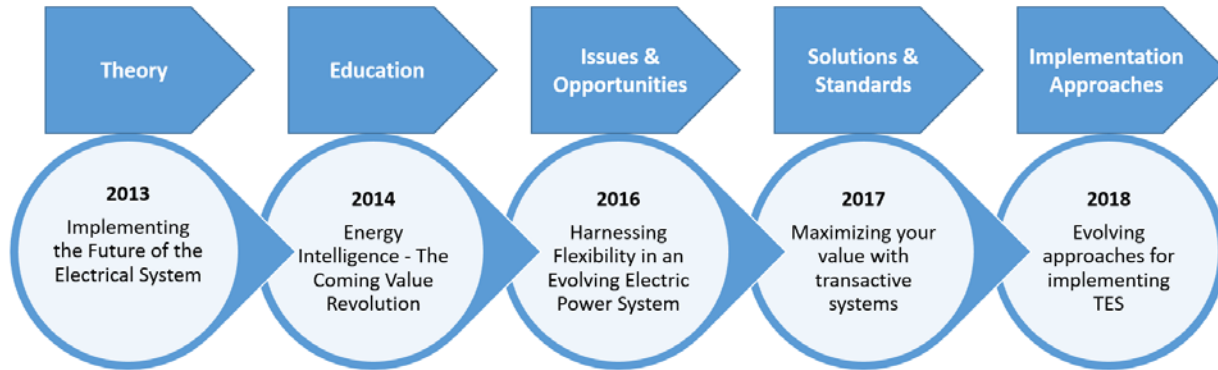 Theory
Education
Issues &
Opportunities
Solutions &
Standards
Implementation
Approaches
2013
Implementing
the Future of the
Electrical System
2014
Energy
Intelligence - The
Coming Value
Revolution
2016
Harnessing
Flexibility in an
Evolving Electric
Power System
2017
Maximizing your
value with
transactive
systems
2018
Evolving
approaches for
implementing
TES